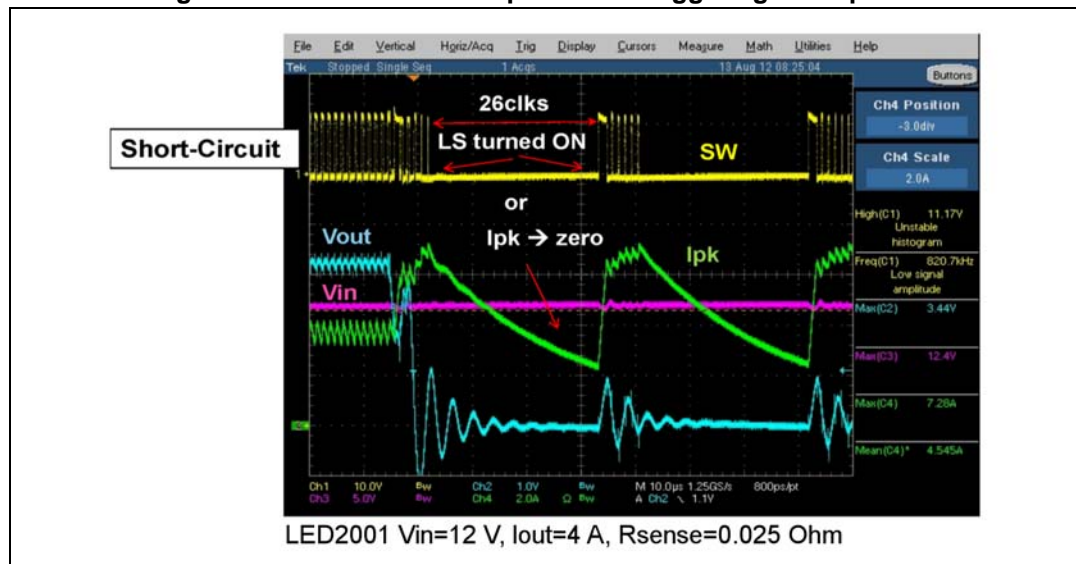 File Edit Vertical Horiz/Acq Trig Display Cursors Measure Math Utilities Help
Tek Stopped Single Seq 1 Acqs 13 Aug 12 08:25:04
Buttons
Ch4 Position
-3.0div
Ch4 Scale
2.0A
Short-Circuit
26clks
LS turned ON
SW
or
Ipk → zero
Vout
Vin
Ipk
High(C1) 11.17V
Unstable
histogram
Freq(C1) 820.7kHz
Low signal
amplitude
Max(C2) 3.44V
Max(C3) 12.4V
Max(C4) 7.28A
Mean(C4)* 4.545A
Ch1 10.0V Bw Ch2 1.0V Bw M 10.0µs 1.25GS/s 800ps/pt
Ch3 5.0V Bw Ch4 2.0A Ω Bw A Ch2 \ 1.1V
LED2001 Vin=12 V, Iout=4 A, Rsense=0.025 Ohm